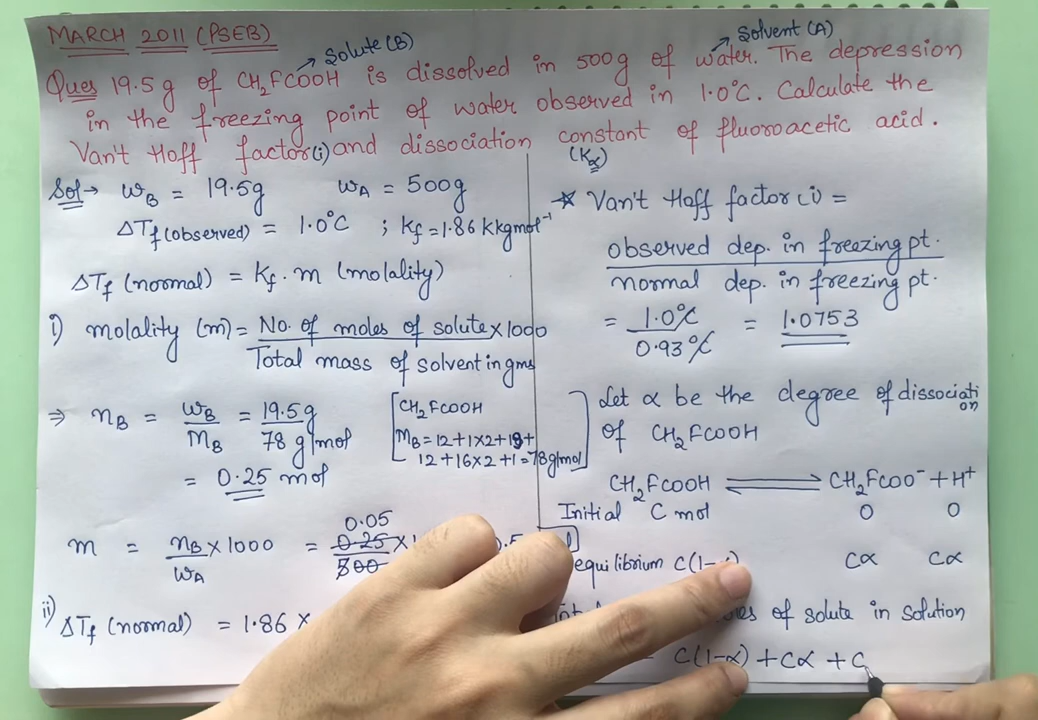 MARCH 2011 (PSEB)
→ Solute (B)
→ Solvent (A)
Ques 19.5g of CH₂FCOOH is dissolved in 500g of water. The depression
in the freezing point of water observed in 1.0°C. Calculate the
Van't Hoff factor (i) and dissociation constant of fluoroacetic acid.
(Kα)
Sol→ WB = 19.5g WA = 500g
ΔTf (observed) = 1.0°C ; Kf = 1.86 K kg mol⁻¹
ΔTf (normal) = Kf . m (molality)
i) molality (m) = No. of moles of solute × 1000
Total mass of solvent in gms
⇒ nB = WB/MB = 19.5g/78 g/mol
= 0.25 mol
[CH₂FCOOH
MB = 12+1×2+19+
12+16×2+1 = 78g/mol]
0.05
m = nB × 1000/WA = 0.25 ×/500
ii) ΔTf (normal) = 1.86 ×
* Van't Hoff factor (i) =
observed dep. in freezing pt.
normal dep. in freezing pt.
= 1.0°C/0.93°C = 1.0753
Let α be the degree of dissociation
of CH₂FCOOH
CH₂FCOOH ⇌ CH₂FCOO⁻ + H⁺
Initial C mol 0 0
equilibrium C(1- Cα Cα
of solute in solution
C(1-α) + Cα + C